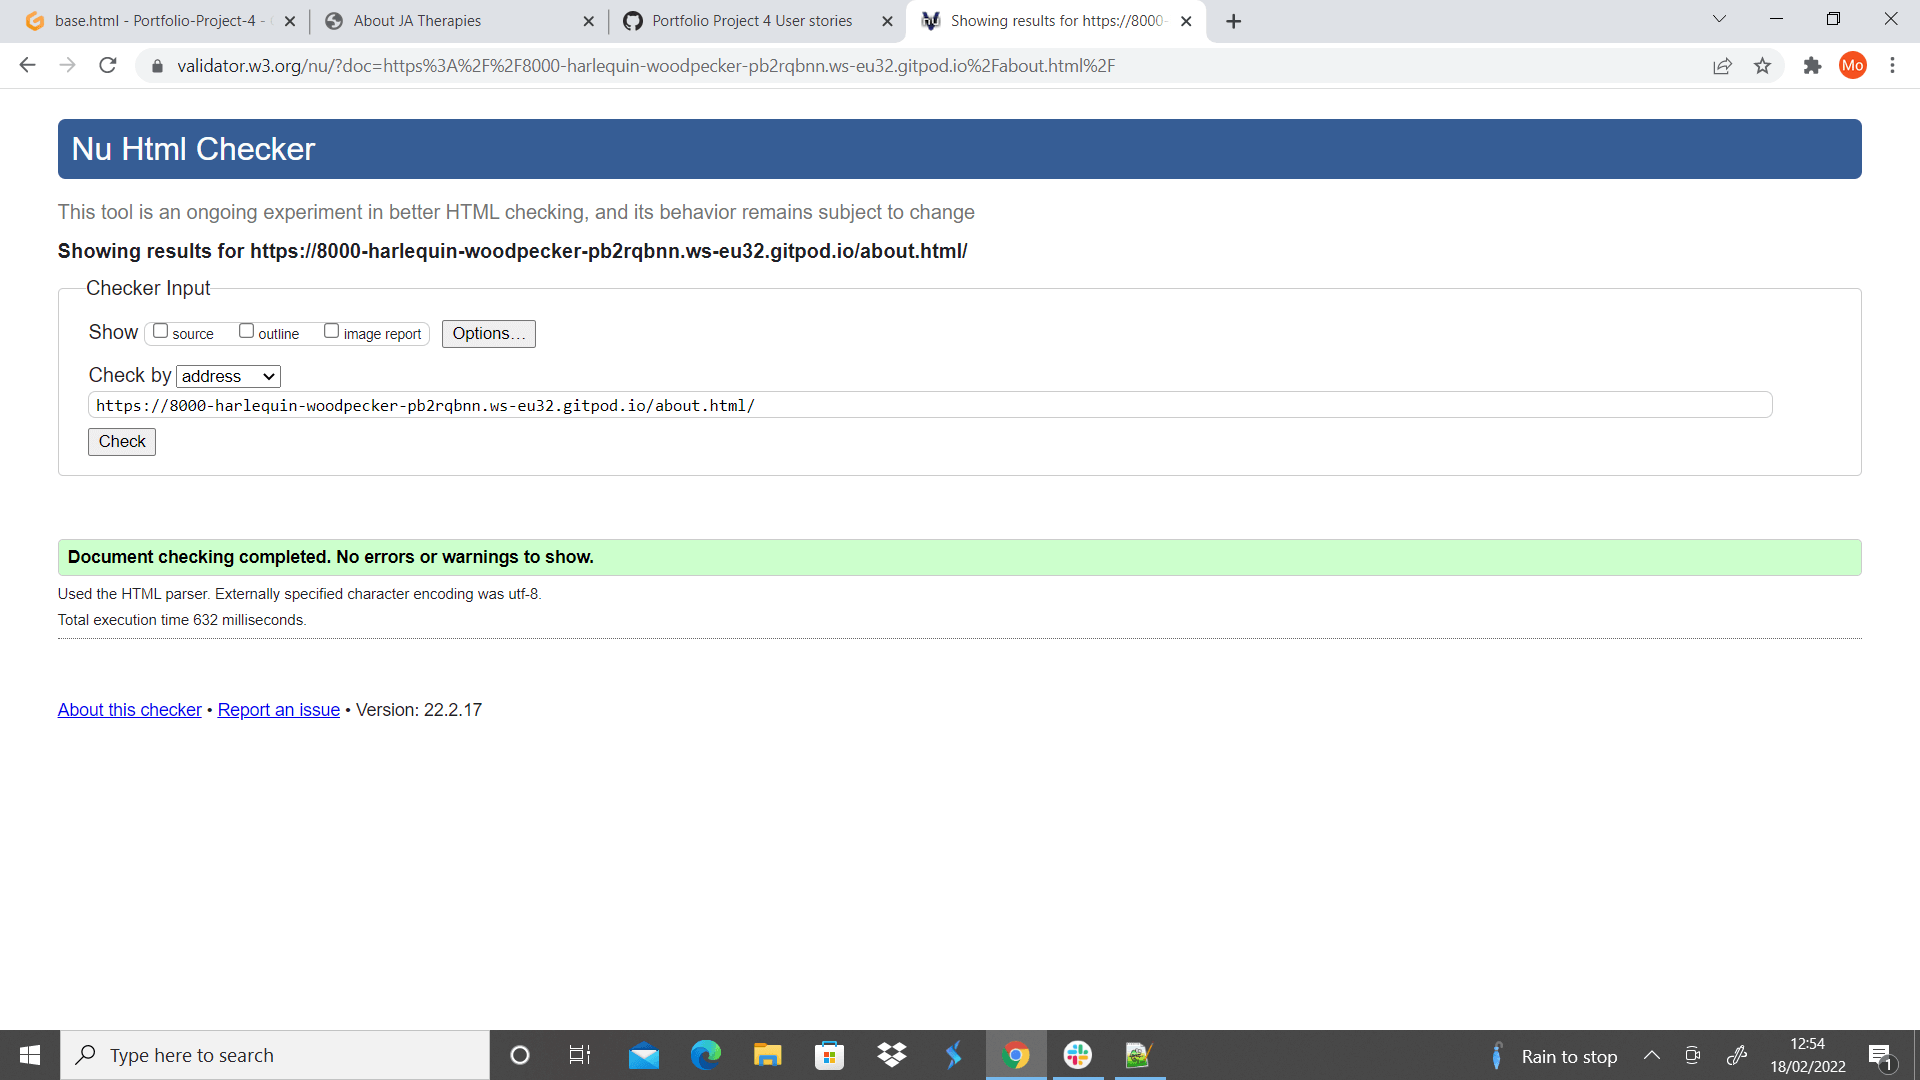 base.html - Portfolio-Project-4 -
About JA Therapies
Portfolio Project 4 User stories
Showing results for https://8000-
validator.w3.org/nu/?doc=https%3A%2F%2F8000-harlequin-woodpecker-pb2rqbnn.ws-eu32.gitpod.io%2Fabout.html%2F
Mo
Nu Html Checker
This tool is an ongoing experiment in better HTML checking, and its behavior remains subject to change
Showing results for https://8000-harlequin-woodpecker-pb2rqbnn.ws-eu32.gitpod.io/about.html/
Checker Input
Show source outline image report Options...
Check by address
https://8000-harlequin-woodpecker-pb2rqbnn.ws-eu32.gitpod.io/about.html/
Check
Document checking completed. No errors or warnings to show.
Used the HTML parser. Externally specified character encoding was utf-8.
Total execution time 632 milliseconds.
About this checker • Report an issue • Version: 22.2.17
Type here to search
Rain to stop
12:54
18/02/2022
1